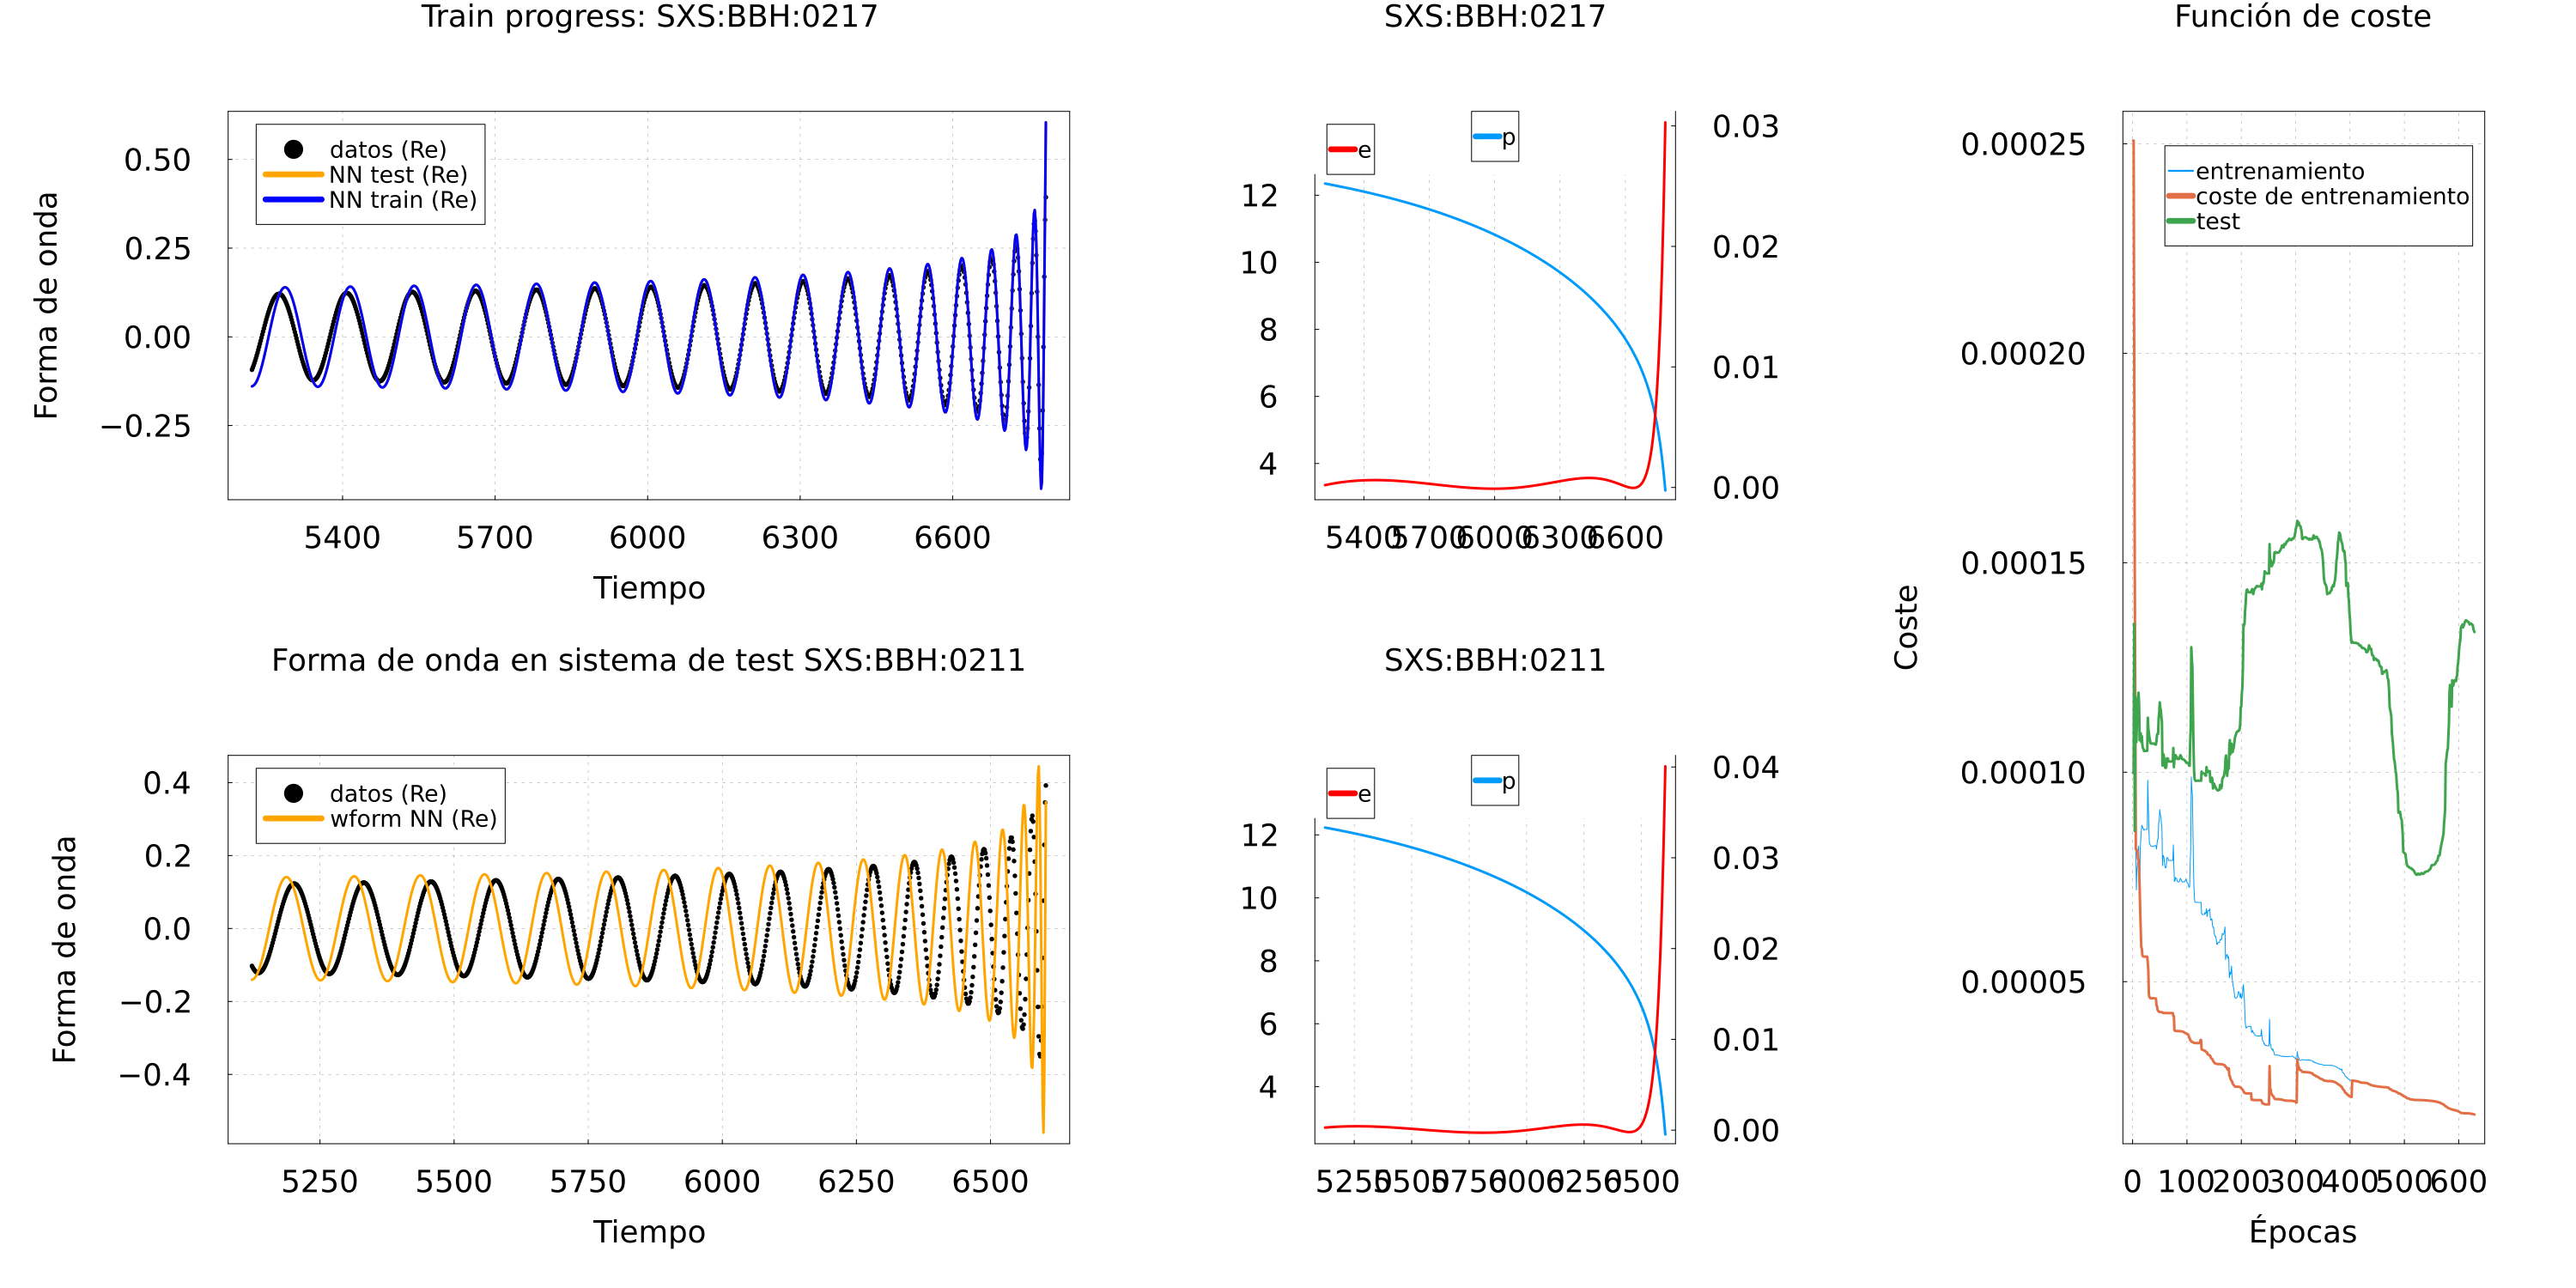 Train progress: SXS:BBH:0217
datos (Re)
NN test (Re)
NN train (Re)
Forma de onda
0.50
0.25
0.00
−0.25
5400 5700 6000 6300 6600
Tiempo
SXS:BBH:0217
e
p
12
10
8
6
4
0.03
0.02
0.01
0.00
5400 5700 6000 6300 6600
Forma de onda en sistema de test SXS:BBH:0211
datos (Re)
wform NN (Re)
Forma de onda
0.4
0.2
0.0
−0.2
−0.4
5250 5500 5750 6000 6250 6500
Tiempo
SXS:BBH:0211
e
p
12
10
8
6
4
0.04
0.03
0.02
0.01
0.00
5250 5500 5750 6000 6250 6500
Función de coste
entrenamiento
coste de entrenamiento
test
Coste
0.00025
0.00020
0.00015
0.00010
0.00005
0 100 200 300 400 500 600
Épocas